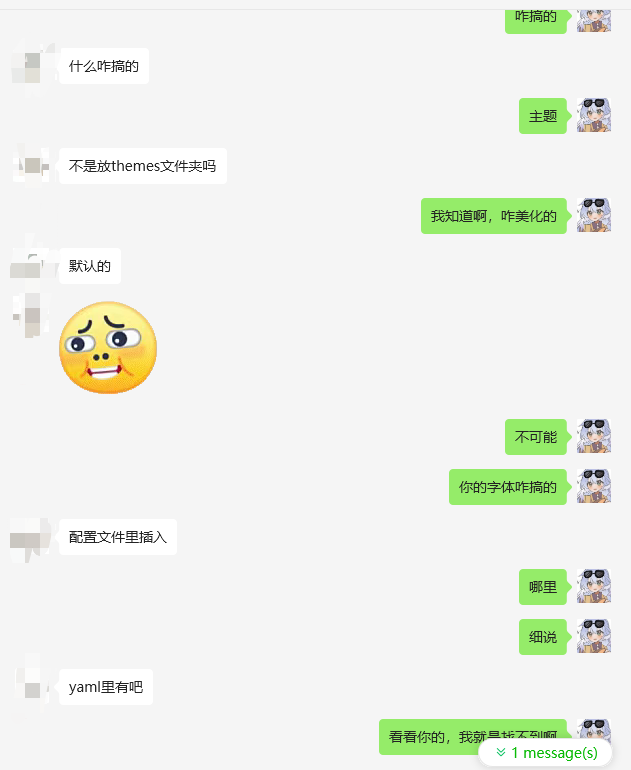 咋搞的
什么咋搞的
主题
不是放themes文件夹吗
我知道啊，咋美化的
默认的
不可能
你的字体咋搞的
配置文件里插入
哪里
细说
yaml里有吧
看看你的，我就是找不到啊
1 message(s)